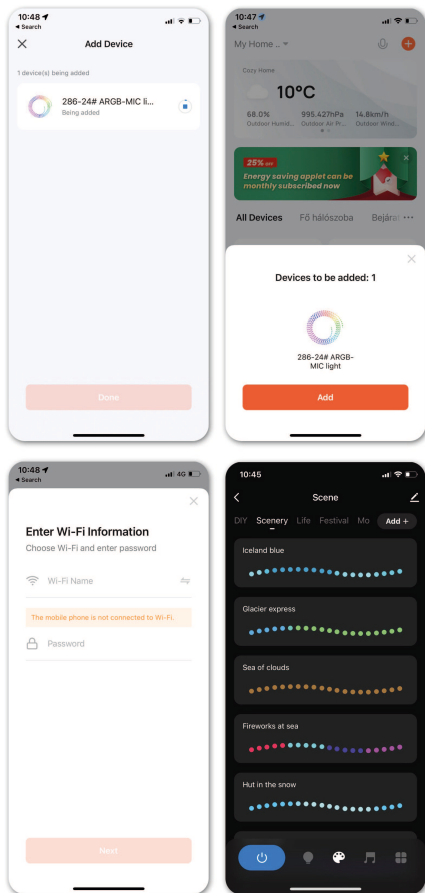 10:48
◄ Search
Add Device
1 device(s) being added
286-24# ARGB-MIC li...
Being added
Done
10:47
◄ Search
My Home ..
Cozy Home
10°C
68.0% 995.427hPa 14.8km/h
Outdoor Humid... Outdoor Air Pr... Outdoor Wind...
25% OFF
Energy saving applet can be
monthly subscribed now
All Devices Fő hálószoba Bejára
Devices to be added: 1
286-24# ARGB-
MIC light
Add
10:48
◄ Search
4G
Enter Wi-Fi Information
Choose Wi-Fi and enter password
Wi-Fi Name
The mobile phone is not connected to Wi-Fi.
Password
Next
10:45
Scene
DIY Scenery Life Festival Mo Add +
Iceland blue
Glacier express
Sea of clouds
Fireworks at sea
Hut in the snow